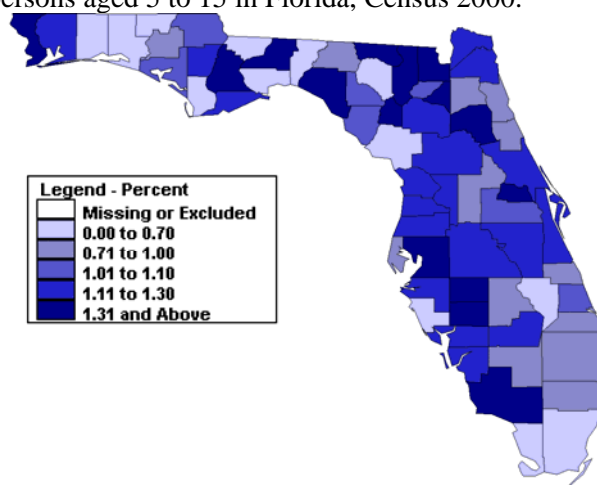 persons aged 5 to 15 in Florida, Census 2000.
Legend - Percent
Missing or Excluded
0.00 to 0.70
0.71 to 1.00
1.01 to 1.10
1.11 to 1.30
1.31 and Above